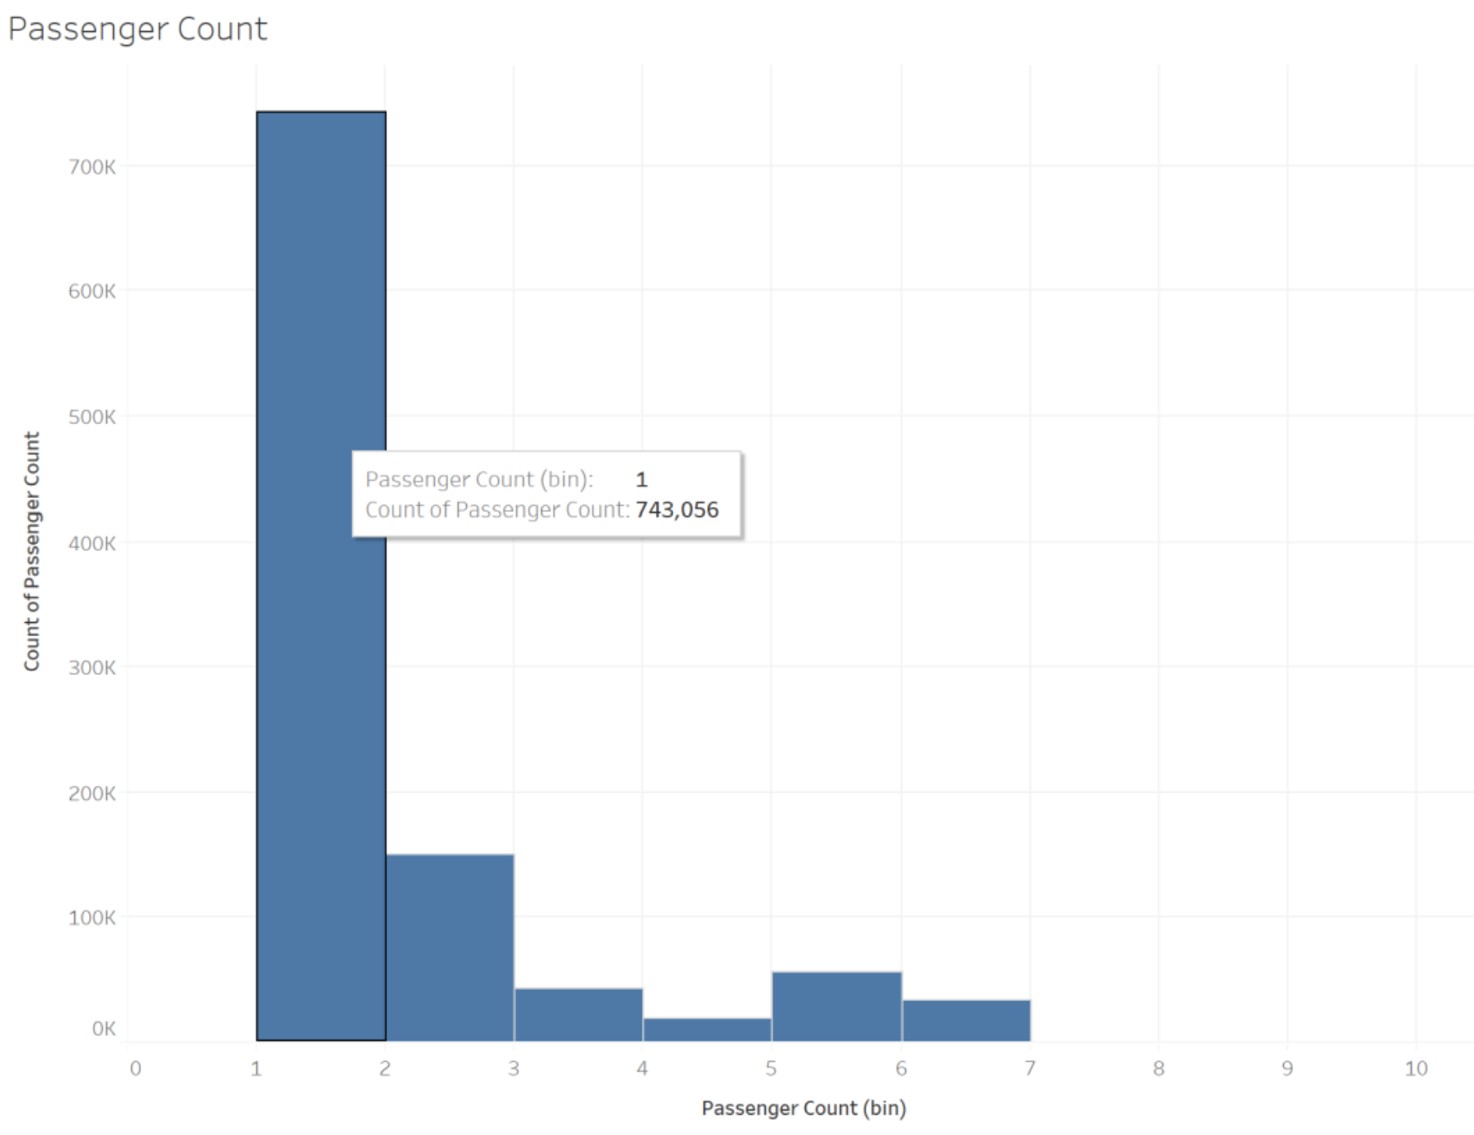 Passenger Count
700K
600K
500K
400K
300K
200K
100K
0K
Count of Passenger Count
Passenger Count (bin): 1
Count of Passenger Count: 743,056
0 1 2 3 4 5 6 7 8 9 10
Passenger Count (bin)